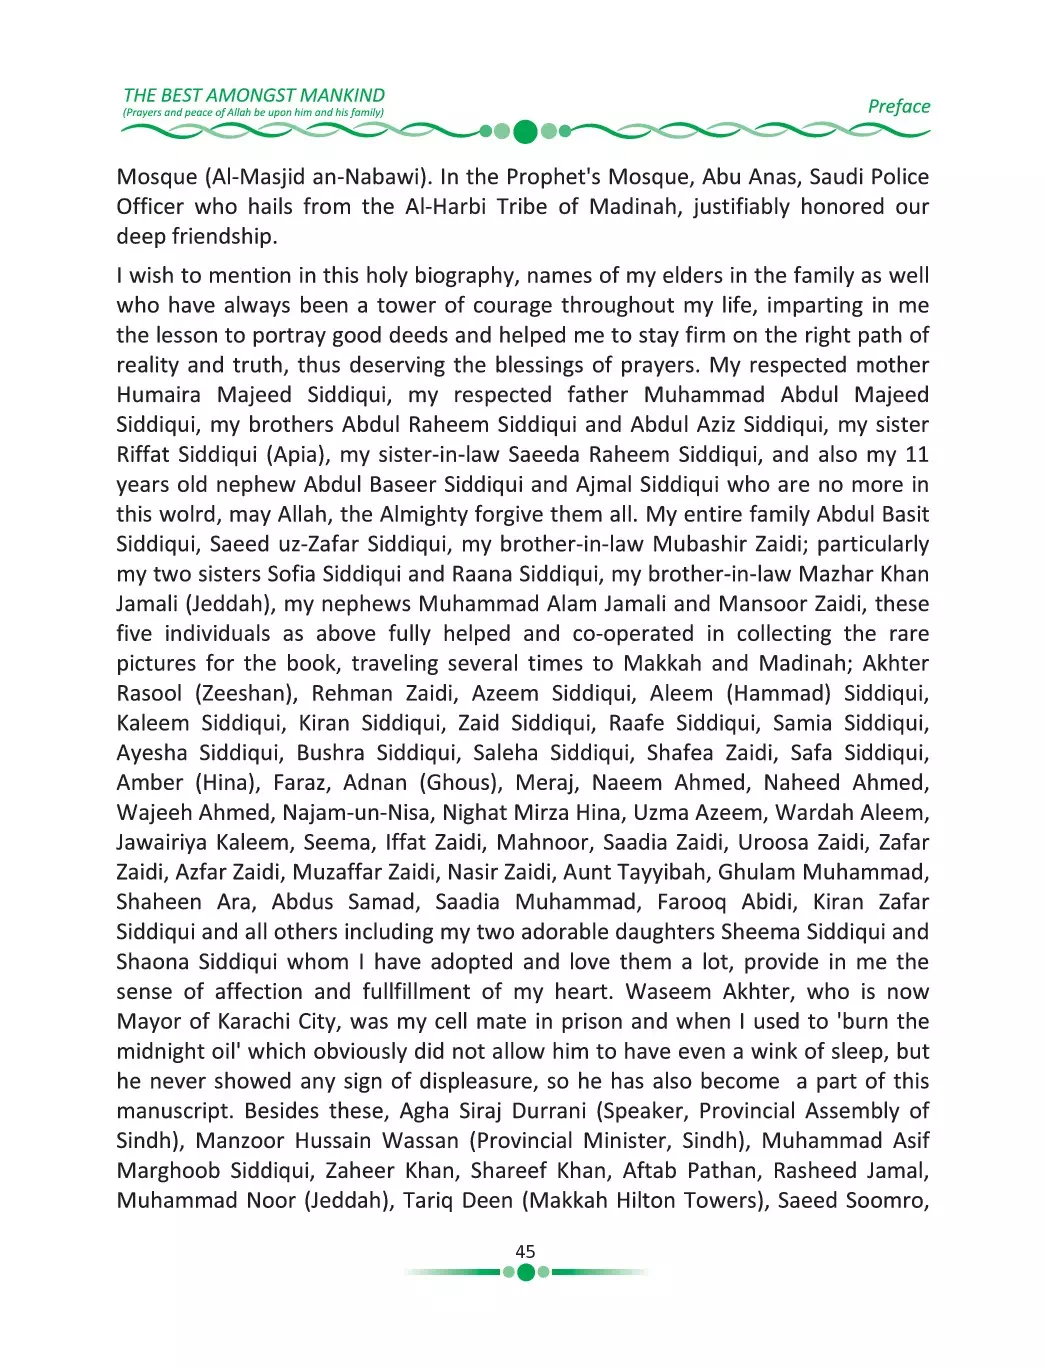 THE BEST AMONGST MANKIND
(Prayers and peace of Allah be upon him and his family)
Preface
Mosque (Al-Masjid an-Nabawi). In the Prophet's Mosque, Abu Anas, Saudi Police
Officer who hails from the Al-Harbi Tribe of Madinah, justifiably honored our
deep friendship.
I wish to mention in this holy biography, names of my elders in the family as well
who have always been a tower of courage throughout my life, imparting in me
the lesson to portray good deeds and helped me to stay firm on the right path of
reality and truth, thus deserving the blessings of prayers. My respected mother
Humaira Majeed Siddiqui, my respected father Muhammad Abdul Majeed
Siddiqui, my brothers Abdul Raheem Siddiqui and Abdul Aziz Siddiqui, my sister
Riffat Siddiqui (Apia), my sister-in-law Saeeda Raheem Siddiqui, and also my 11
years old nephew Abdul Baseer Siddiqui and Ajmal Siddiqui who are no more in
this wolrd, may Allah, the Almighty forgive them all. My entire family Abdul Basit
Siddiqui, Saeed uz-Zafar Siddiqui, my brother-in-law Mubashir Zaidi; particularly
my two sisters Sofia Siddiqui and Raana Siddiqui, my brother-in-law Mazhar Khan
Jamali (Jeddah), my nephews Muhammad Alam Jamali and Mansoor Zaidi, these
five individuals as above fully helped and co-operated in collecting the rare
pictures for the book, traveling several times to Makkah and Madinah; Akhter
Rasool (Zeeshan), Rehman Zaidi, Azeem Siddiqui, Aleem (Hammad) Siddiqui,
Kaleem Siddiqui, Kiran Siddiqui, Zaid Siddiqui, Raafe Siddiqui, Samia Siddiqui,
Ayesha Siddiqui, Bushra Siddiqui, Saleha Siddiqui, Shafea Zaidi, Safa Siddiqui,
Amber (Hina), Faraz, Adnan (Ghous), Meraj, Naeem Ahmed, Naheed Ahmed,
Wajeeh Ahmed, Najam-un-Nisa, Nighat Mirza Hina, Uzma Azeem, Wardah Aleem,
Jawairiya Kaleem, Seema, Iffat Zaidi, Mahnoor, Saadia Zaidi, Uroosa Zaidi, Zafar
Zaidi, Azfar Zaidi, Muzaffar Zaidi, Nasir Zaidi, Aunt Tayyibah, Ghulam Muhammad,
Shaheen Ara, Abdus Samad, Saadia Muhammad, Farooq Abidi, Kiran Zafar
Siddiqui and all others including my two adorable daughters Sheema Siddiqui and
Shaona Siddiqui whom I have adopted and love them a lot, provide in me the
sense of affection and fullfillment of my heart. Waseem Akhter, who is now
Mayor of Karachi City, was my cell mate in prison and when I used to 'burn the
midnight oil' which obviously did not allow him to have even a wink of sleep, but
he never showed any sign of displeasure, so he has also become  a part of this
manuscript. Besides these, Agha Siraj Durrani (Speaker, Provincial Assembly of
Sindh), Manzoor Hussain Wassan (Provincial Minister, Sindh), Muhammad Asif
Marghoob Siddiqui, Zaheer Khan, Shareef Khan, Aftab Pathan, Rasheed Jamal,
Muhammad Noor (Jeddah), Tariq Deen (Makkah Hilton Towers), Saeed Soomro,
45